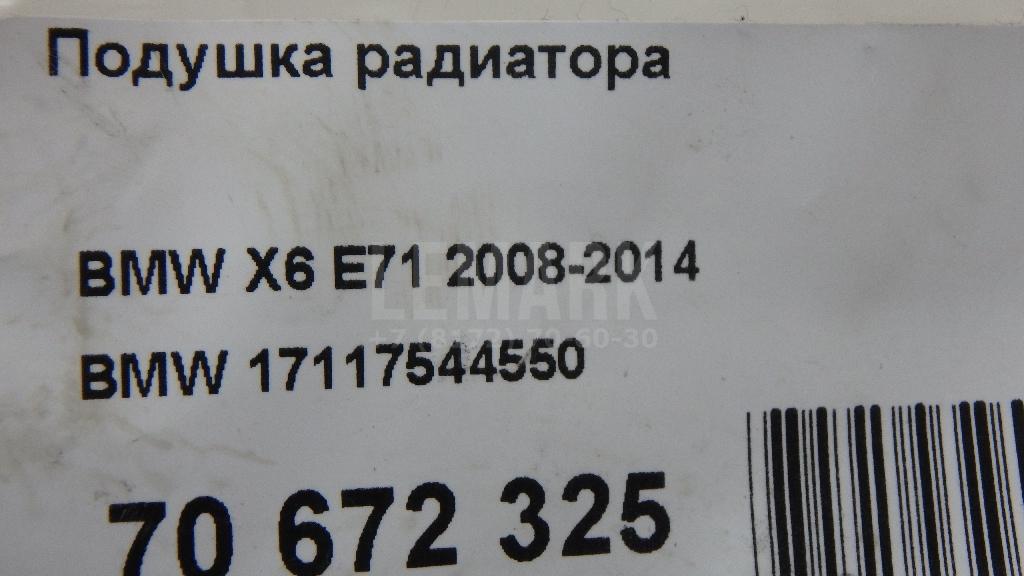 Подушка радиатора
BMW X6 E71 2008-2014
LEMARK
+7 (8172) 70-60-30
BMW 17117544550
70 672 325